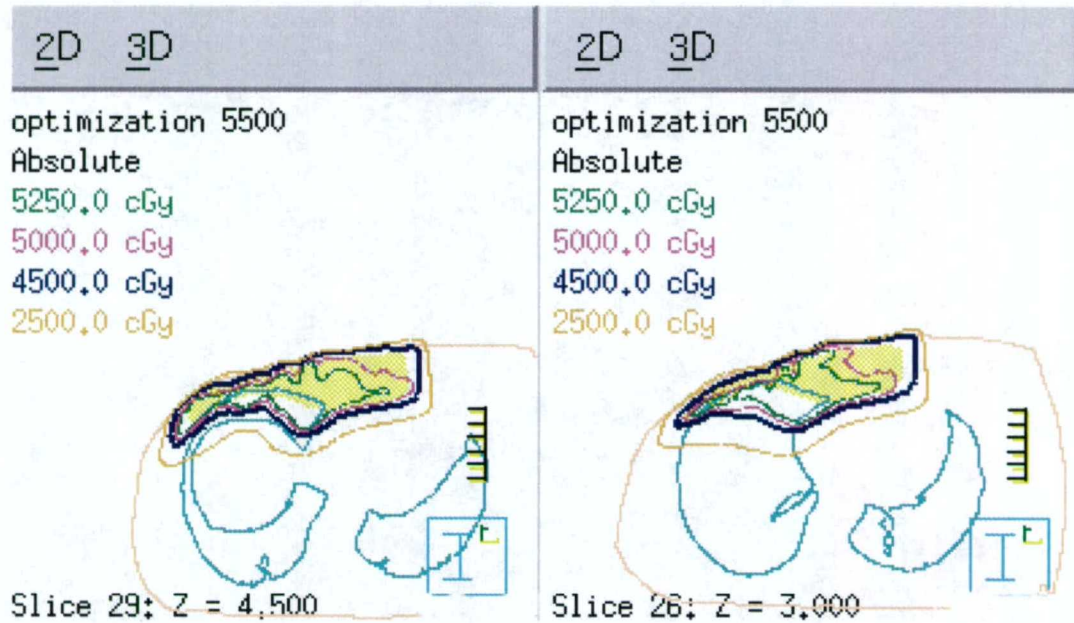 2D 3D
optimization 5500
Absolute
5250.0 cGy
5000.0 cGy
4500.0 cGy
2500.0 cGy
Slice 29: Z = 4.500
2D 3D
optimization 5500
Absolute
5250.0 cGy
5000.0 cGy
4500.0 cGy
2500.0 cGy
Slice 26: Z = 3.000